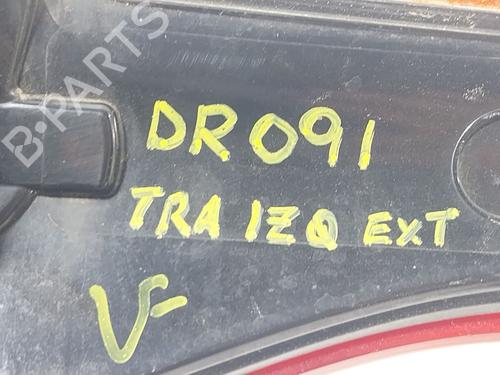 B-PARTS
DR091
TRA IZQ EXT
V-